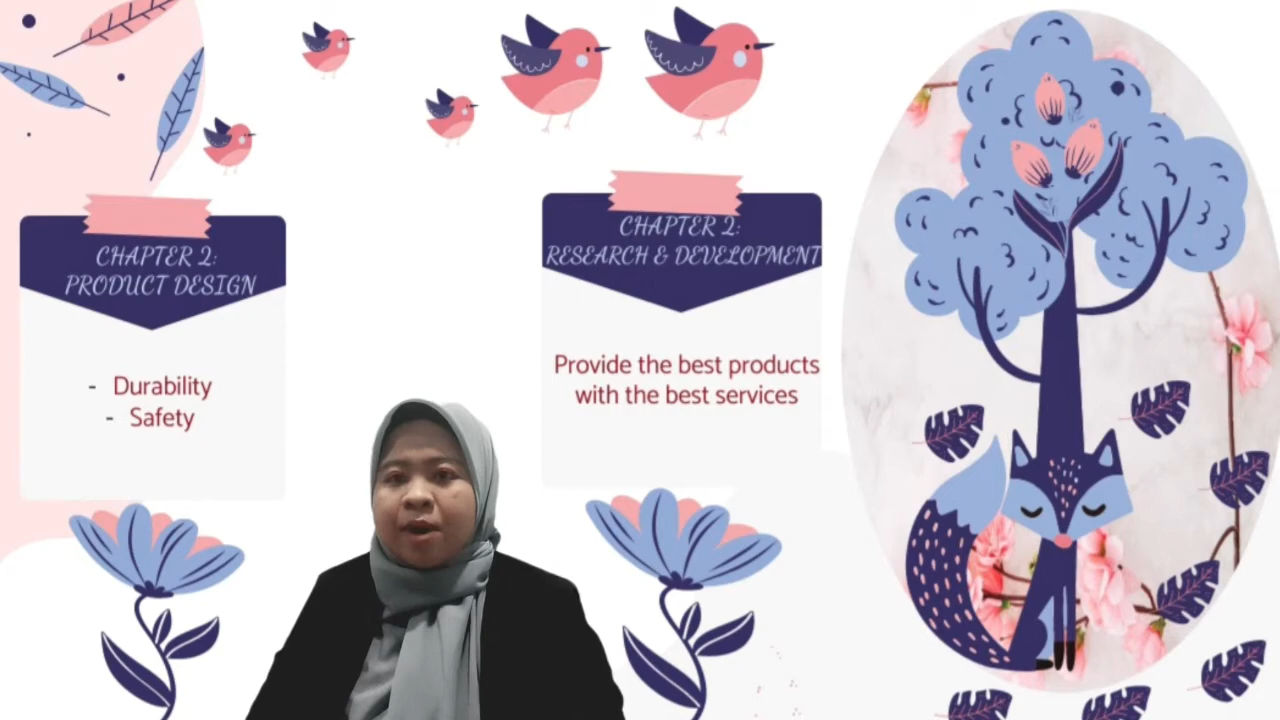 CHAPTER 2:
PRODUCT DESIGN
- Durability
- Safety
CHAPTER 2:
RESEARCH & DEVELOPMENT
Provide the best products
with the best services